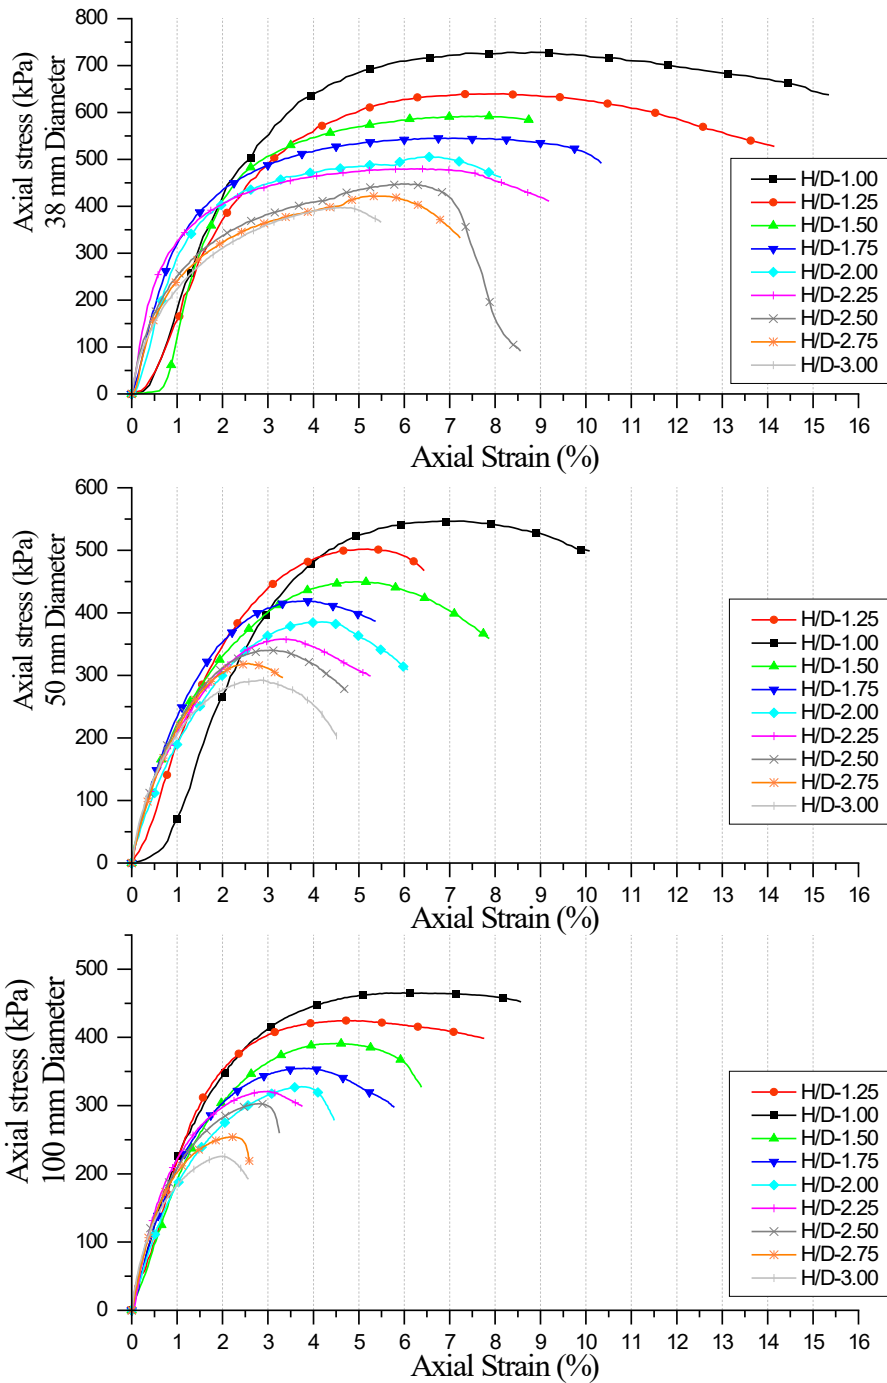 800
700
600
500
400
300
200
100
0
Axial stress (kPa)
38 mm Diameter
H/D-1.00
H/D-1.25
H/D-1.50
H/D-1.75
H/D-2.00
H/D-2.25
H/D-2.50
H/D-2.75
H/D-3.00
0 1 2 3 4 5 6 7 8 9 10 11 12 13 14 15 16
Axial Strain (%)
600
500
400
300
200
100
0
Axial stress (kPa)
50 mm Diameter
H/D-1.25
H/D-1.00
H/D-1.50
H/D-1.75
H/D-2.00
H/D-2.25
H/D-2.50
H/D-2.75
H/D-3.00
0 1 2 3 4 5 6 7 8 9 10 11 12 13 14 15 16
Axial Strain (%)
500
400
300
200
100
0
Axial stress (kPa)
100 mm Diameter
H/D-1.25
H/D-1.00
H/D-1.50
H/D-1.75
H/D-2.00
H/D-2.25
H/D-2.50
H/D-2.75
H/D-3.00
0 1 2 3 4 5 6 7 8 9 10 11 12 13 14 15 16
Axial Strain (%)